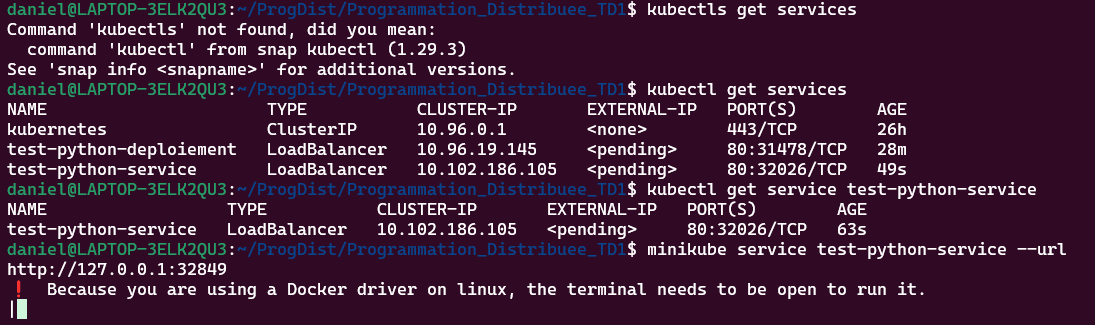 daniel@LAPTOP-3ELK2QU3:~/ProgDist/Programmation_Distribuee_TD1$ kubectls get services
Command 'kubectls' not found, did you mean:
  command 'kubectl' from snap kubectl (1.29.3)
See 'snap info <snapname>' for additional versions.
daniel@LAPTOP-3ELK2QU3:~/ProgDist/Programmation_Distribuee_TD1$ kubectl get services
NAME                      TYPE           CLUSTER-IP       EXTERNAL-IP   PORT(S)        AGE
kubernetes                ClusterIP      10.96.0.1        <none>        443/TCP        26h
test-python-deploiement   LoadBalancer   10.96.19.145     <pending>     80:31478/TCP   28m
test-python-service       LoadBalancer   10.102.186.105   <pending>     80:32026/TCP   49s
daniel@LAPTOP-3ELK2QU3:~/ProgDist/Programmation_Distribuee_TD1$ kubectl get service test-python-service
NAME                  TYPE           CLUSTER-IP       EXTERNAL-IP   PORT(S)        AGE
test-python-service   LoadBalancer   10.102.186.105   <pending>     80:32026/TCP   63s
daniel@LAPTOP-3ELK2QU3:~/ProgDist/Programmation_Distribuee_TD1$ minikube service test-python-service --url
http://127.0.0.1:32849
❗  Because you are using a Docker driver on linux, the terminal needs to be open to run it.
|